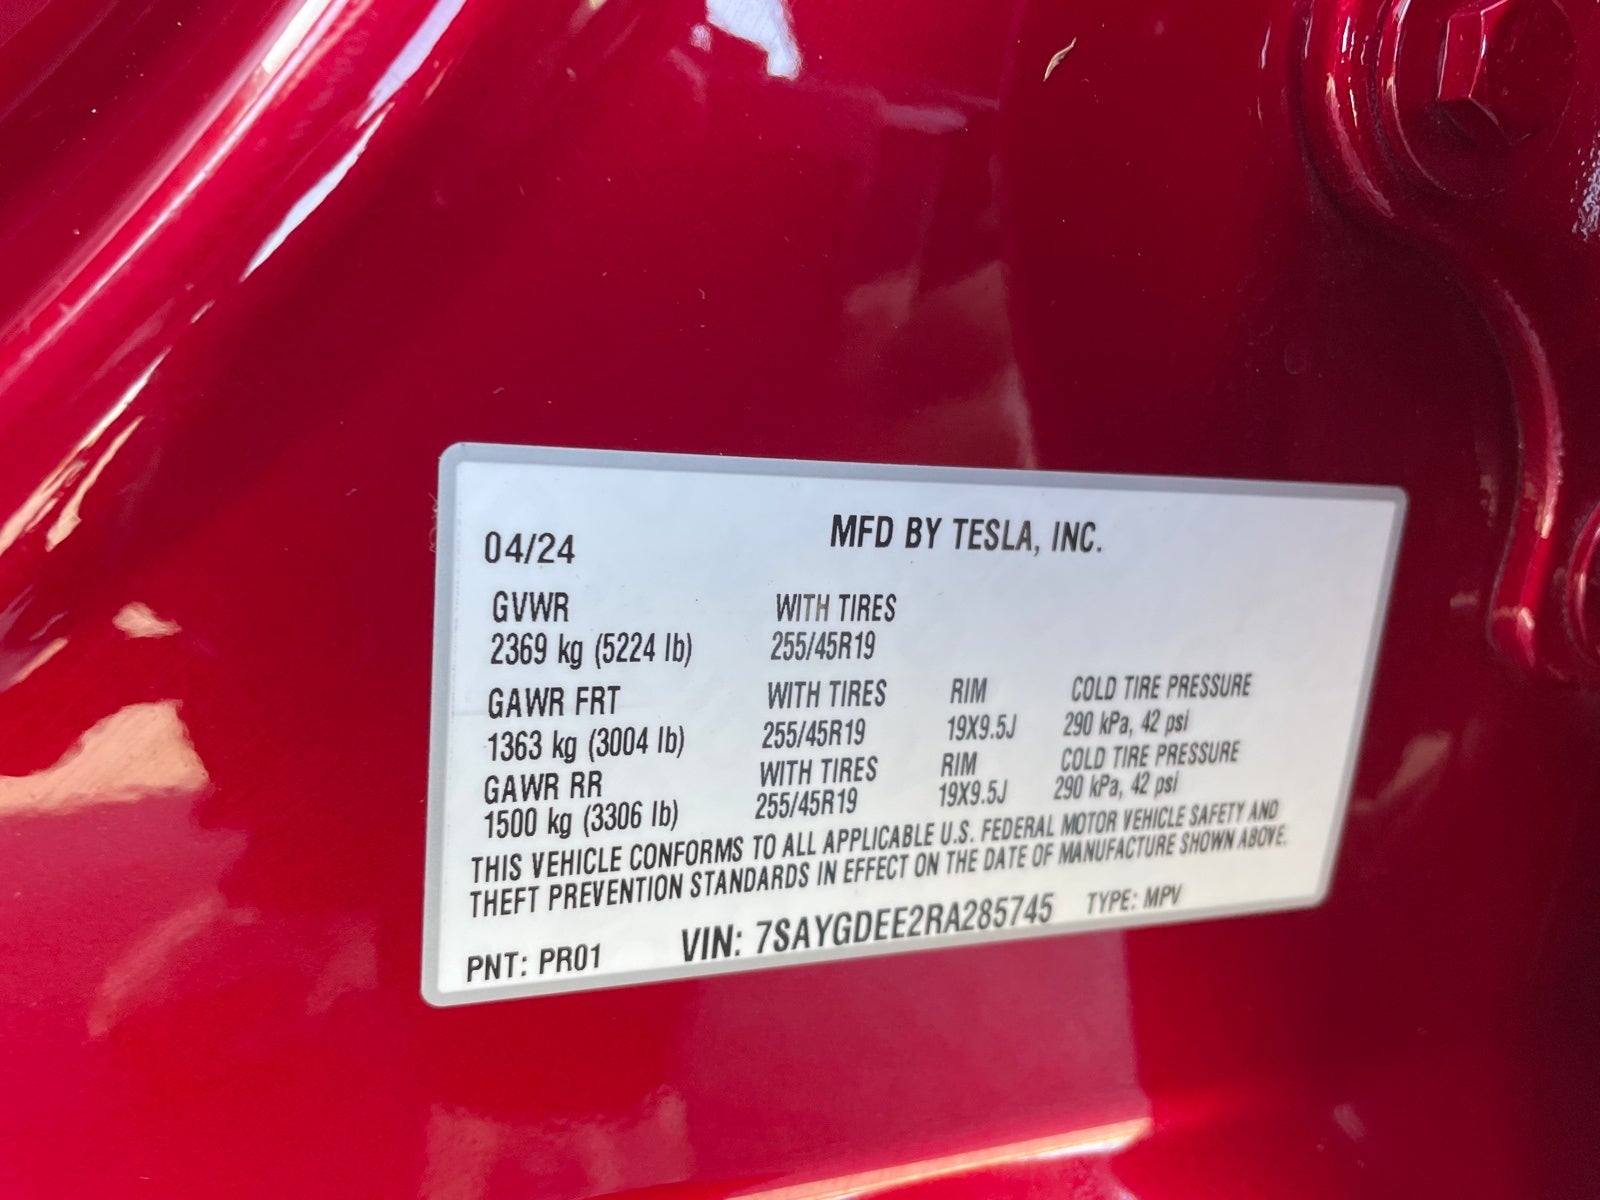 04/24 MFD BY TESLA, INC.
GVWR WITH TIRES
2369 kg (5224 lb) 255/45R19
GAWR FRT WITH TIRES RIM COLD TIRE PRESSURE
1363 kg (3004 lb) 255/45R19 19X9.5J 290 kPa, 42 psi
GAWR RR WITH TIRES RIM COLD TIRE PRESSURE
1500 kg (3306 lb) 255/45R19 19X9.5J 290 kPa, 42 psi
THIS VEHICLE CONFORMS TO ALL APPLICABLE U.S. FEDERAL MOTOR VEHICLE SAFETY AND
THEFT PREVENTION STANDARDS IN EFFECT ON THE DATE OF MANUFACTURE SHOWN ABOVE.
PNT: PR01 VIN: 7SAYGDEE2RA285745 TYPE: MPV